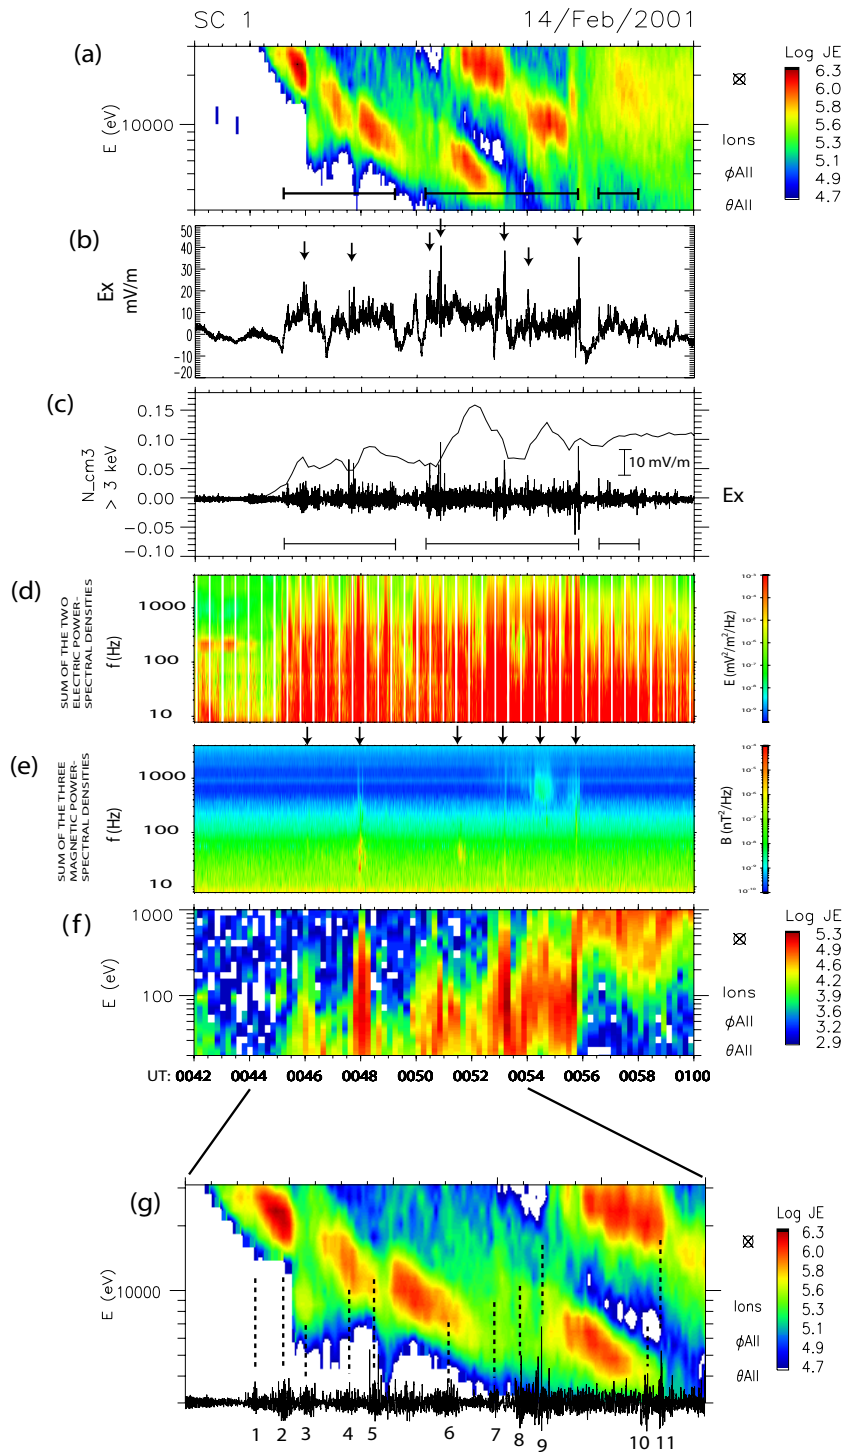 SC 1 14/Feb/2001
(a)
E (eV)
10000
Log JE
6.3
6.0
5.8
5.6
5.3
5.1
4.9
4.7
Ions
φAll
θAll
(b)
Ex
mV/m
50
40
30
20
10
0
-10
-20
(c)
N_cm3
> 3 keV
0.15
0.10
0.05
0.00
-0.05
-0.10
10 mV/m
Ex
(d)
SUM OF THE TWO
ELECTRIC POWER-
SPECTRAL DENSITIES
f (Hz)
1000
100
10
E (mV²/m²/Hz)
(e)
SUM OF THE THREE
MAGNETIC POWER-
SPECTRAL DENSITIES
f (Hz)
1000
100
10
B (nT²/Hz)
(f)
E (eV)
1000
100
Log JE
5.3
4.9
4.6
4.3
3.9
3.6
3.2
2.9
Ions
φAll
θAll
UT: 0042 0044 0046 0048 0050 0052 0054 0056 0058 0100
(g)
E (eV)
10000
Log JE
6.3
6.0
5.8
5.6
5.3
5.1
4.9
4.7
Ions
φAll
θAll
1 2 3 4 5 6 7 8 9 10 11